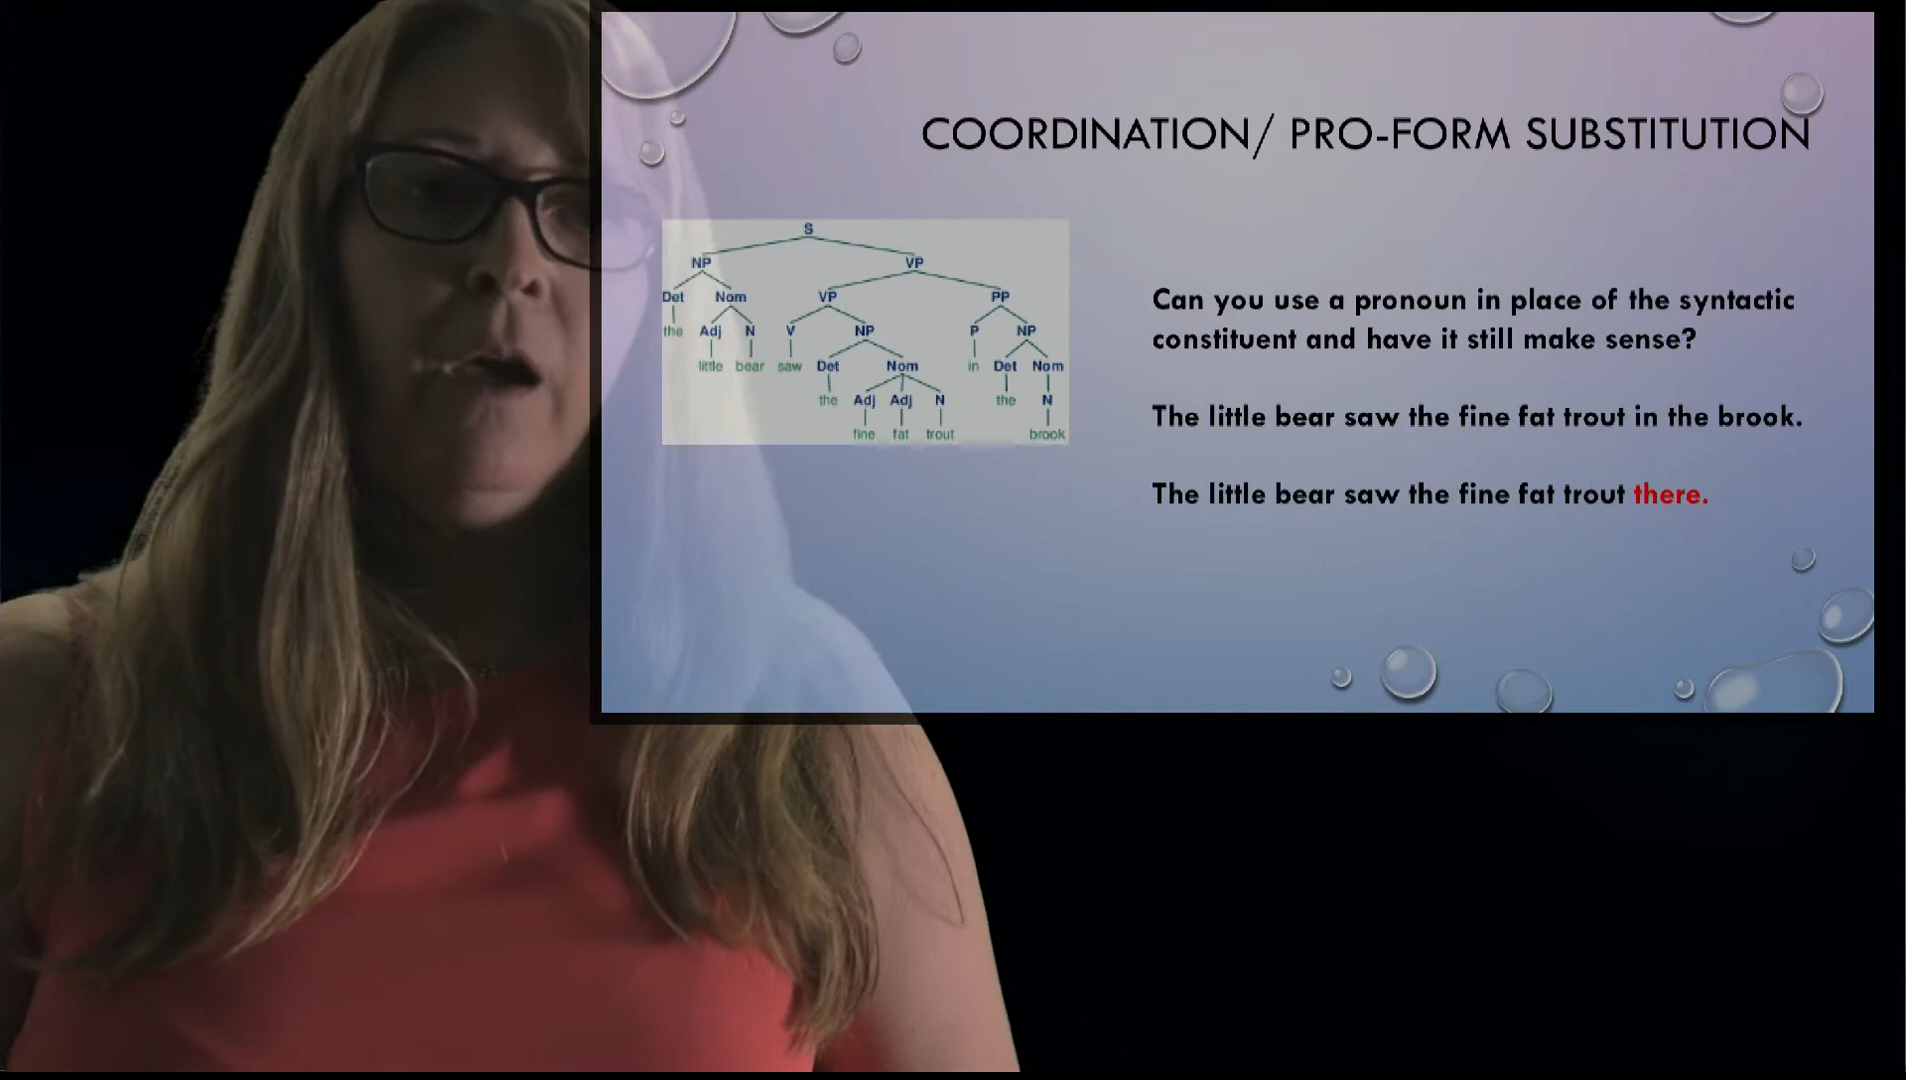 COORDINATION/ PRO-FORM SUBSTITUTION
S
NP VP
Det Nom VP PP
the Adj N V NP P NP
little bear saw Det Nom in Det Nom
the Adj Adj N the N
fine fat trout brook
Can you use a pronoun in place of the syntactic
constituent and have it still make sense?
The little bear saw the fine fat trout in the brook.
The little bear saw the fine fat trout there.